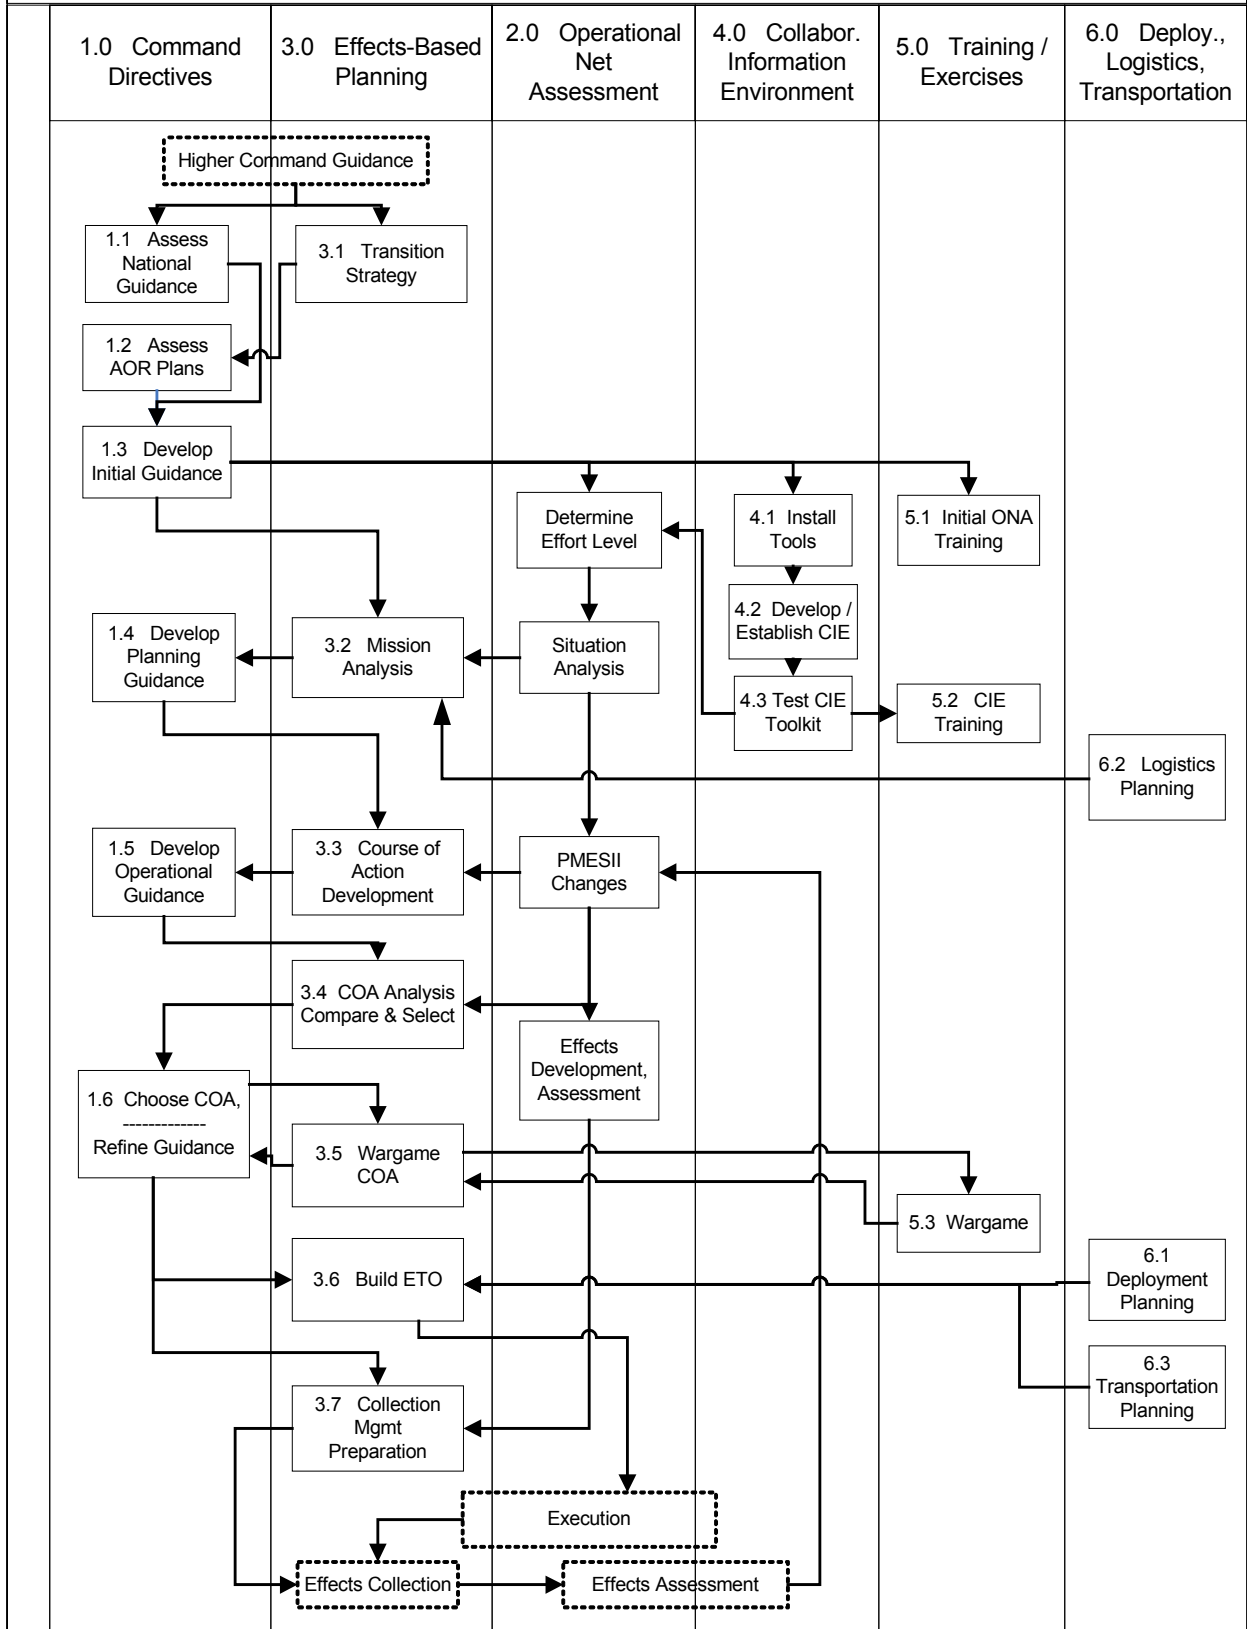 1.0 Command
Directives
3.0 Effects-Based
Planning
2.0 Operational
Net
Assessment
4.0 Collabor.
Information
Environment
5.0 Training /
Exercises
6.0 Deploy.,
Logistics,
Transportation
Higher Command Guidance
1.1 Assess
National
Guidance
3.1 Transition
Strategy
1.2 Assess
AOR Plans
1.3 Develop
Initial Guidance
Determine
Effort Level
4.1 Install
Tools
5.1 Initial ONA
Training
4.2 Develop /
Establish CIE
1.4 Develop
Planning
Guidance
3.2 Mission
Analysis
Situation
Analysis
4.3 Test CIE
Toolkit
5.2 CIE
Training
6.2 Logistics
Planning
1.5 Develop
Operational
Guidance
3.3 Course of
Action
Development
PMESII
Changes
3.4 COA Analysis
Compare & Select
Effects
Development,
Assessment
1.6 Choose COA,
-------------
Refine Guidance
3.5 Wargame
COA
5.3 Wargame
3.6 Build ETO
6.1
Deployment
Planning
6.3
Transportation
Planning
3.7 Collection
Mgmt
Preparation
Execution
Effects Collection
Effects Assessment